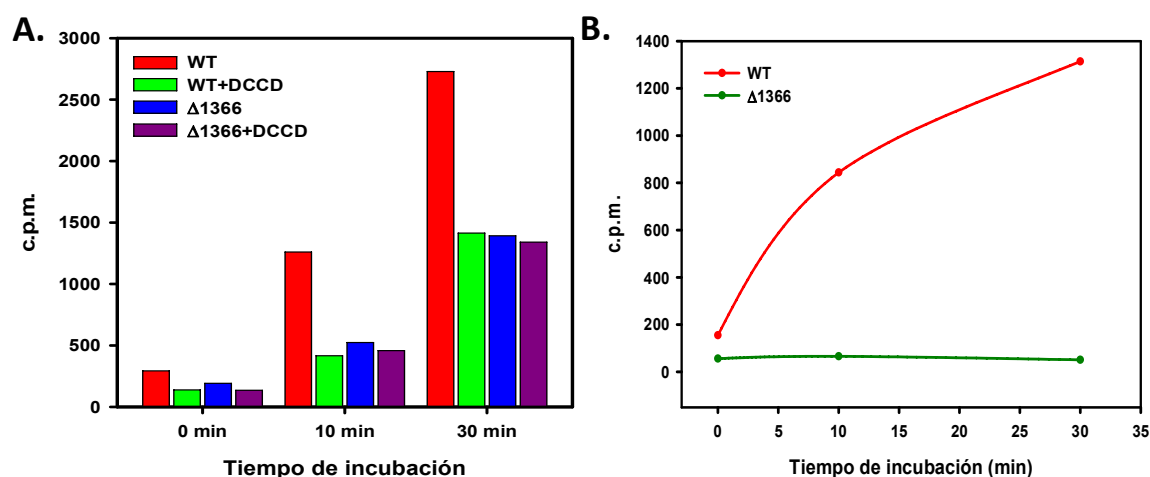 A.
3000
2500
2000
1500
1000
500
0
c.p.m.
WT
WT+DCCD
Δ1366
Δ1366+DCCD
0 min 10 min 30 min
Tiempo de incubación
B.
1400
1200
1000
800
600
400
200
0
c.p.m.
WT
Δ1366
0 5 10 15 20 25 30 35
Tiempo de incubación (min)